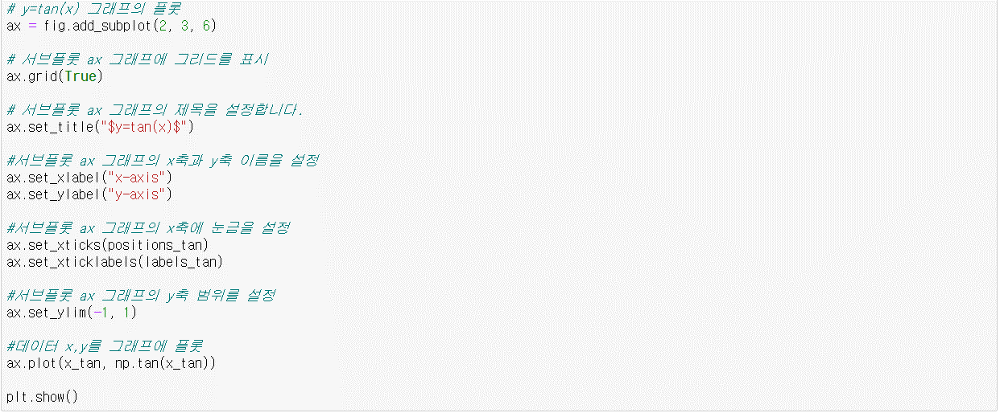 # y=tan(x) 그래프의 플롯
ax = fig.add_subplot(2, 3, 6)
# 서브플롯 ax 그래프에 그리드를 표시
ax.grid(True)
# 서브플롯 ax 그래프의 제목을 설정합니다.
ax.set_title("$y=tan(x)$")
#서브플롯 ax 그래프의 x축과 y축 이름을 설정
ax.set_xlabel("x-axis")
ax.set_ylabel("y-axis")
#서브플롯 ax 그래프의 x축에 눈금을 설정
ax.set_xticks(positions_tan)
ax.set_xticklabels(labels_tan)
#서브플롯 ax 그래프의 y축 범위를 설정
ax.set_ylim(-1, 1)
#데이터 x,y를 그래프에 플롯
ax.plot(x_tan, np.tan(x_tan))
plt.show()